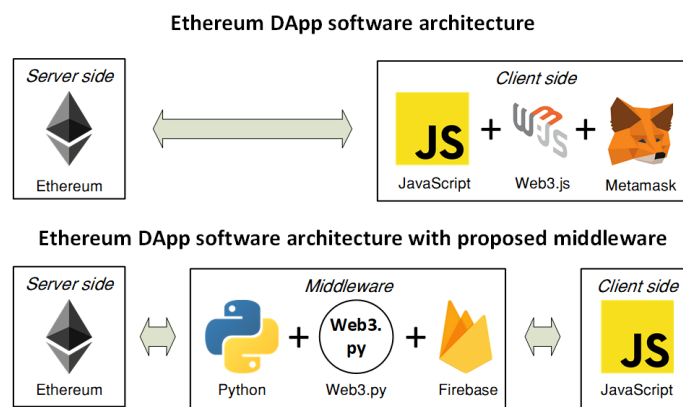 Ethereum DApp software architecture
Server side
Ethereum
Client side
JS + W3JS +
JavaScript Web3.js Metamask
Ethereum DApp software architecture with proposed middleware
Server side
Ethereum
Middleware
Web3.
py
+ +
Python Web3.py Firebase
Client side
JS
JavaScript